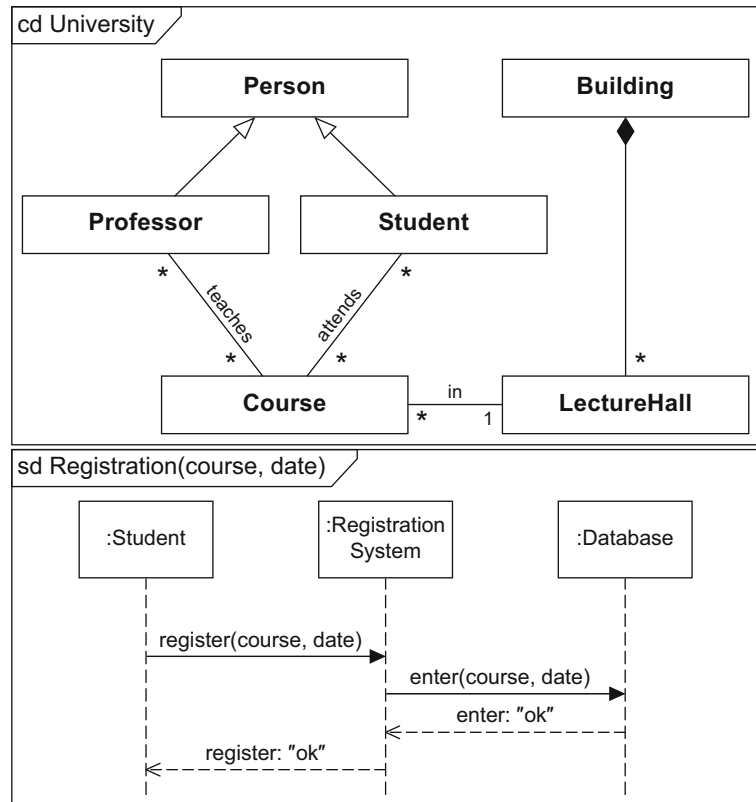 cd University
Person
Building
Professor
Student
*
*
teaches
attends
*
*
*
Course
in
LectureHall
*
1
sd Registration(course, date)
:Student
:Registration
System
:Database
register(course, date)
enter(course, date)
enter: "ok"
register: "ok"